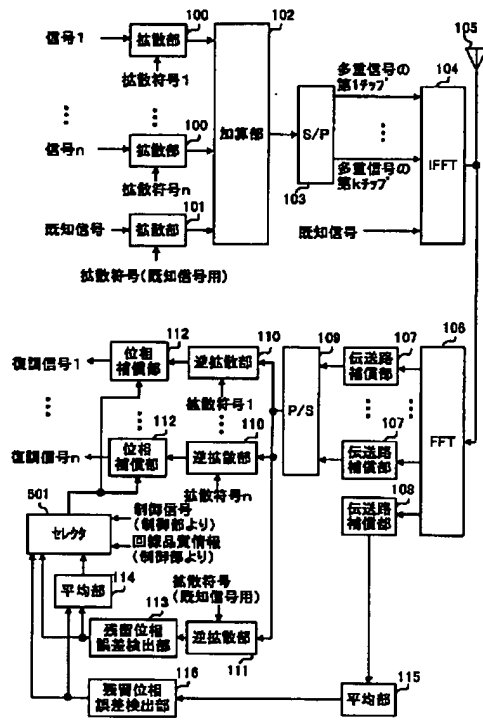 100
102
信号1
拡散部
拡散符号1
100
信号n
拡散部
拡散符号n
101
既知信号
拡散部
拡散符号(既知信号用)
加算部
S/P
103
多重信号の
第1チップ
多重信号の
第kチップ
既知信号
104
IFFT
105
112
110
109
107
106
復調信号1
位相
補償部
逆拡散部
拡散符号1
P/S
伝送路
補償部
FFT
112
110
107
復調信号n
位相
補償部
逆拡散部
拡散符号n
伝送路
補償部
108
伝送路
補償部
501
セレクタ
制御信号
(制御部より)
回線品質情報
(制御部より)
114
平均部
拡散符号
(既知信号用)
113
残留位相
誤差検出部
逆拡散部
111
116
残留位相
誤差検出部
115
平均部